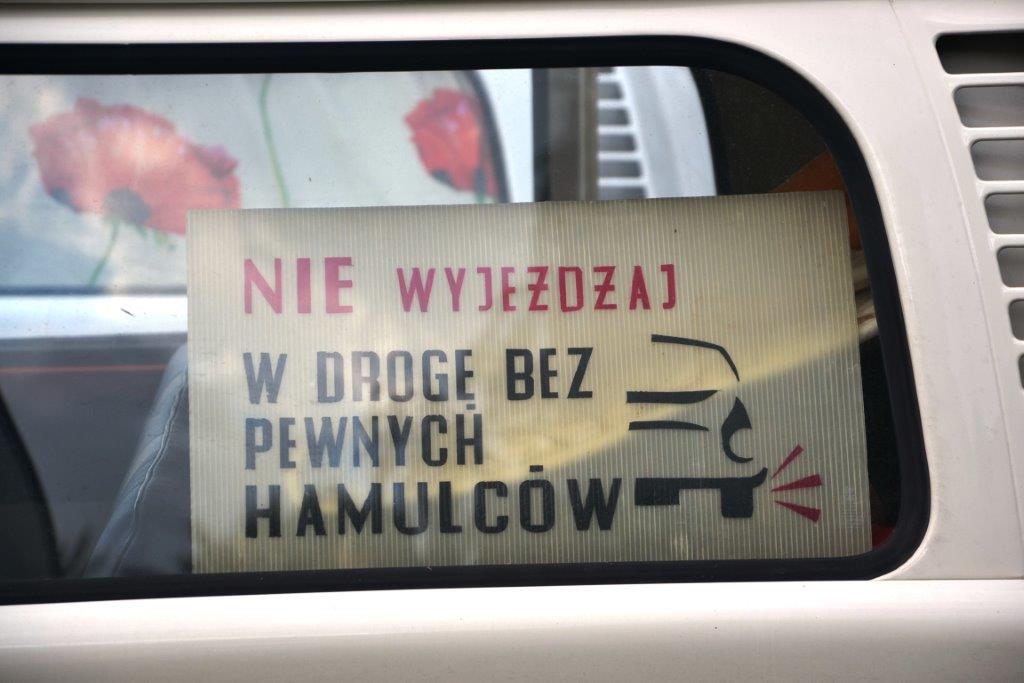 NIE WYJEŻDŻAJ
W DROGĘ BEZ
PEWNYCH
HAMULCÓW